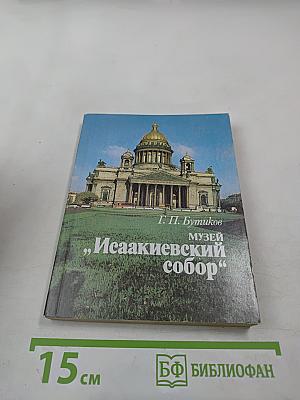 Г. П. Бутиков
МУЗЕЙ
„Исаакиевский
собор“
15 см
БФ БИБЛИОФАН